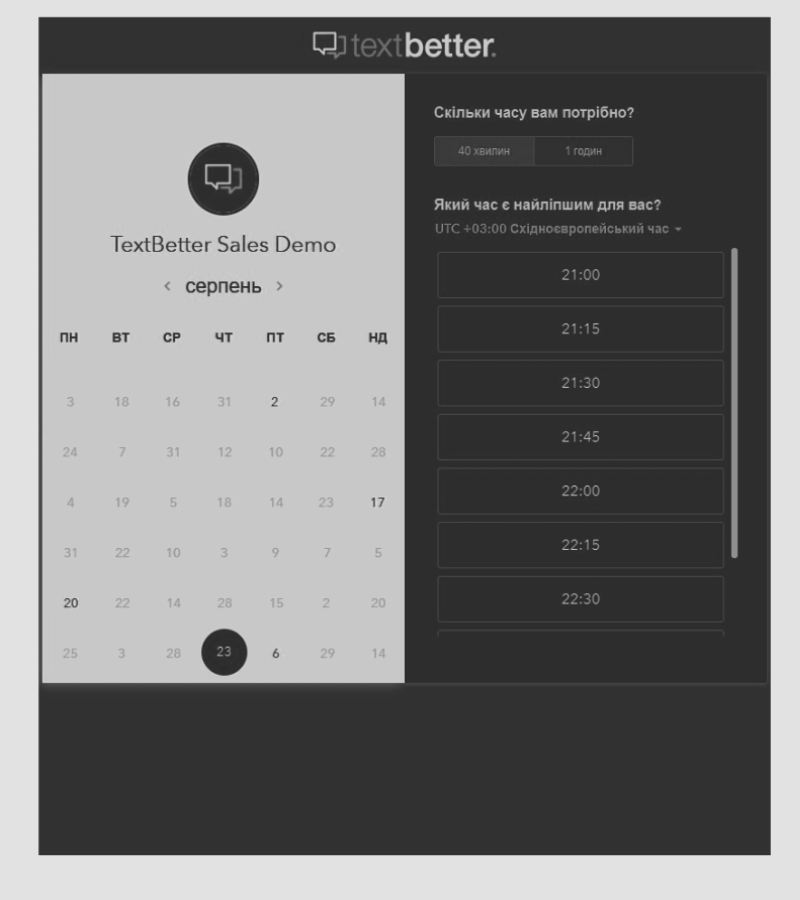 textbetter.
TextBetter Sales Demo
‹ серпень ›
ПН ВТ СР ЧТ ПТ СБ НД
3 18 16 31 2 29 14
24 7 31 12 10 22 28
4 19 5 18 14 23 17
31 22 10 3 9 7 5
20 22 14 28 15 2 20
25 3 28 23 6 29 14
Скільки часу вам потрібно?
40 хвилин 1 годин
Який час є найліпшим для вас?
UTC +03:00 Східноєвропейський час
21:00
21:15
21:30
21:45
22:00
22:15
22:30